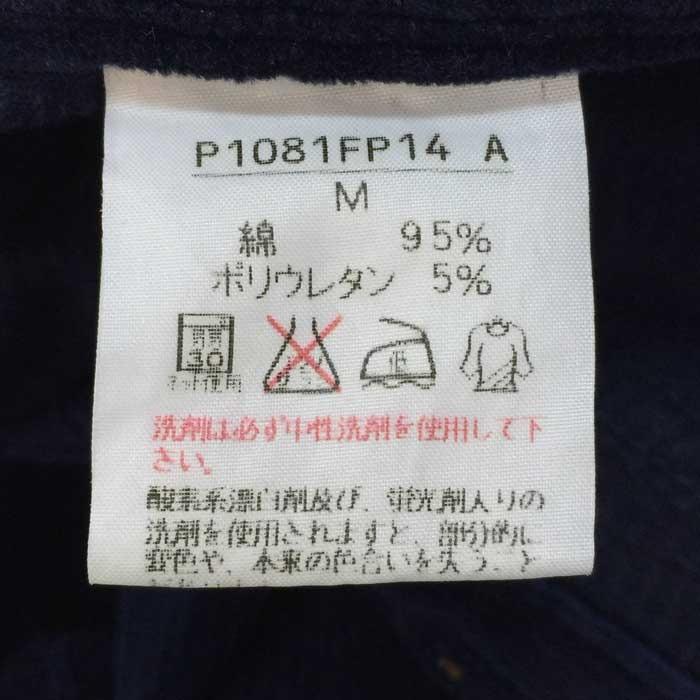 P1081FP14 A
M
綿 95%
ポリウレタン 5%
30
ネット使用
低
洗剤は必ず中性洗剤を使用して下
さい。
酸素系漂白剤及び、蛍光剤入りの
洗剤を使用されますと、部分的に
変色や、本来の色合いを失うこと